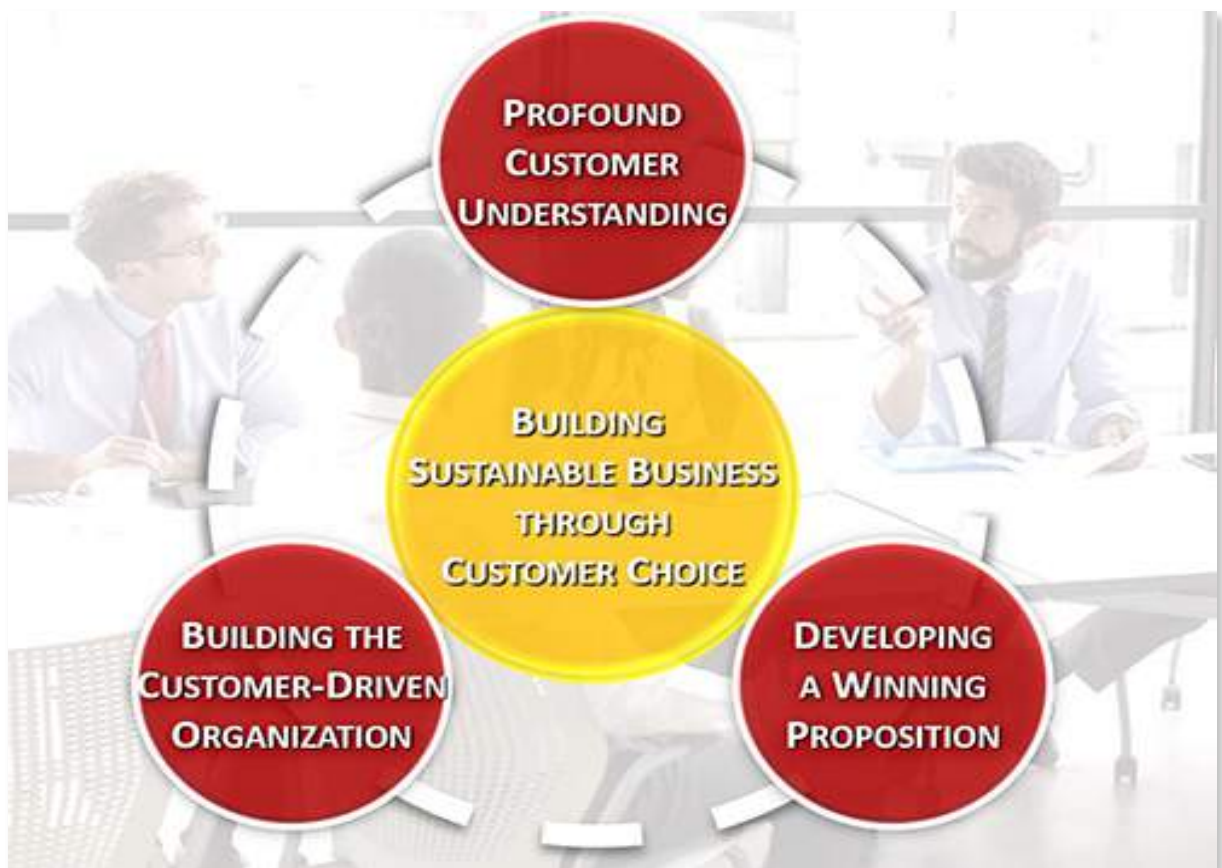 PROFOUND
CUSTOMER
UNDERSTANDING
BUILDING
SUSTAINABLE BUSINESS
THROUGH
CUSTOMER CHOICE
BUILDING THE
CUSTOMER-DRIVEN
ORGANIZATION
DEVELOPING
A WINNING
PROPOSITION